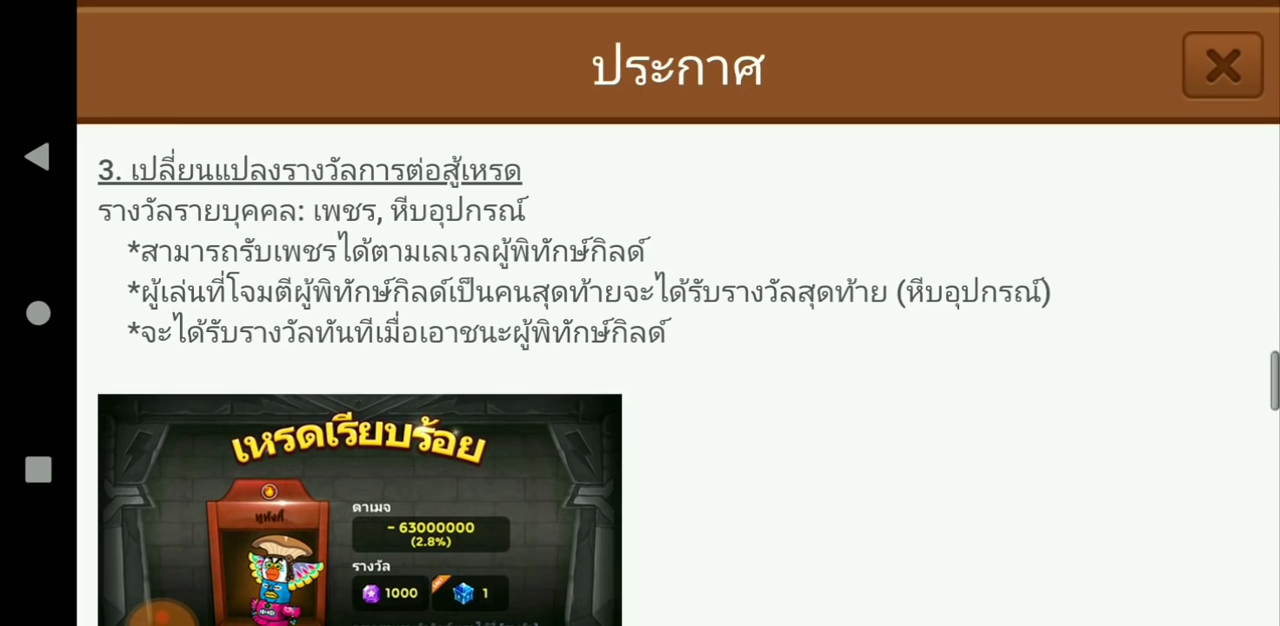 ประกาศ
3. เปลี่ยนแปลงรางวัลการต่อสู้เหรด
รางวัลรายบุคคล: เพชร, หีบอุปกรณ์
*สามารถรับเพชรได้ตามเลเวลผู้พิทักษ์กิลด์
*ผู้เล่นที่โจมตีผู้พิทักษ์กิลด์เป็นคนสุดท้ายจะได้รับรางวัลสุดท้าย (หีบอุปกรณ์)
*จะได้รับรางวัลทันทีเมื่อเอาชนะผู้พิทักษ์กิลด์
เหรดเรียบร้อย
ดาเมจ
- 63000000
(2.8%)
รางวัล
1000 1